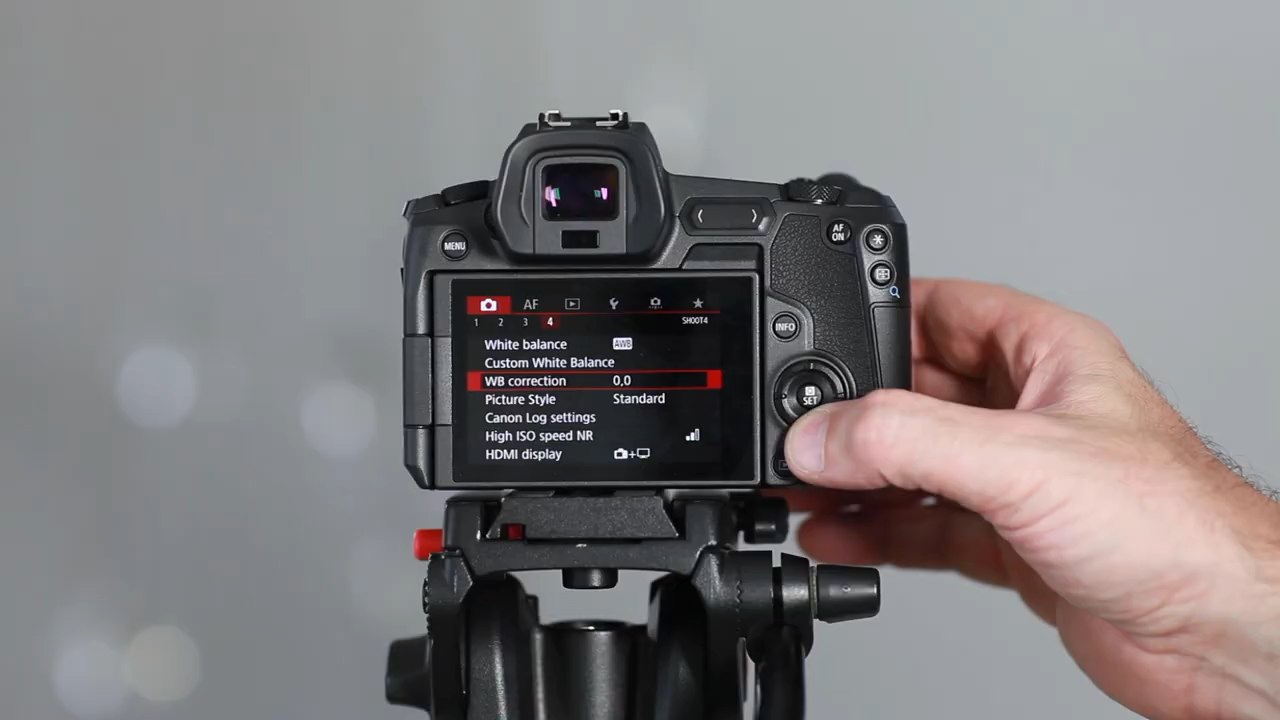 MENU
AF
ON
INFO
SET
AF
1 2 3 4 SHOOT4
White balance AWB
Custom White Balance
WB correction 0,0
Picture Style Standard
Canon Log settings
High ISO speed NR
HDMI display